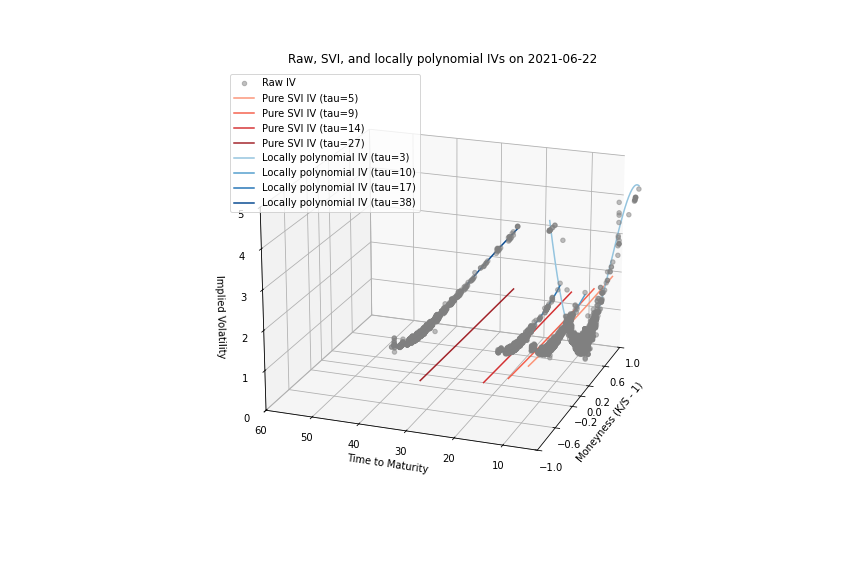 Raw, SVI, and locally polynomial IVs on 2021-06-22
Raw IV
Pure SVI IV (tau=5)
Pure SVI IV (tau=9)
Pure SVI IV (tau=14)
Pure SVI IV (tau=27)
Locally polynomial IV (tau=3)
Locally polynomial IV (tau=10)
Locally polynomial IV (tau=17)
Locally polynomial IV (tau=38)
5
4
3
2
1
0
Implied Volatility
60
50
40
30
20
10
Time to Maturity
1.0
0.6
0.2
0.0
−0.2
−0.6
−1.0
Moneyness (K/S - 1)